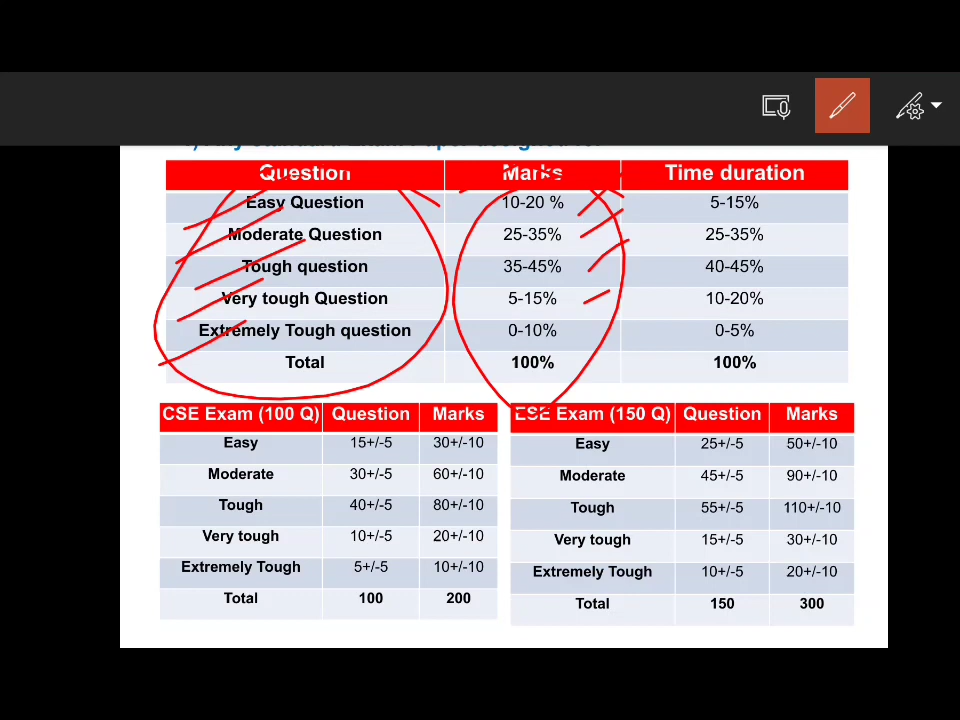 Question Marks Time duration
Easy Question 10-20 % 5-15%
Moderate Question 25-35% 25-35%
Tough question 35-45% 40-45%
Very tough Question 5-15% 10-20%
Extremely Tough question 0-10% 0-5%
Total 100% 100%
CSE Exam (100 Q) Question Marks
Easy 15+/-5 30+/-10
Moderate 30+/-5 60+/-10
Tough 40+/-5 80+/-10
Very tough 10+/-5 20+/-10
Extremely Tough 5+/-5 10+/-10
Total 100 200
ESE Exam (150 Q) Question Marks
Easy 25+/-5 50+/-10
Moderate 45+/-5 90+/-10
Tough 55+/-5 110+/-10
Very tough 15+/-5 30+/-10
Extremely Tough 10+/-5 20+/-10
Total 150 300